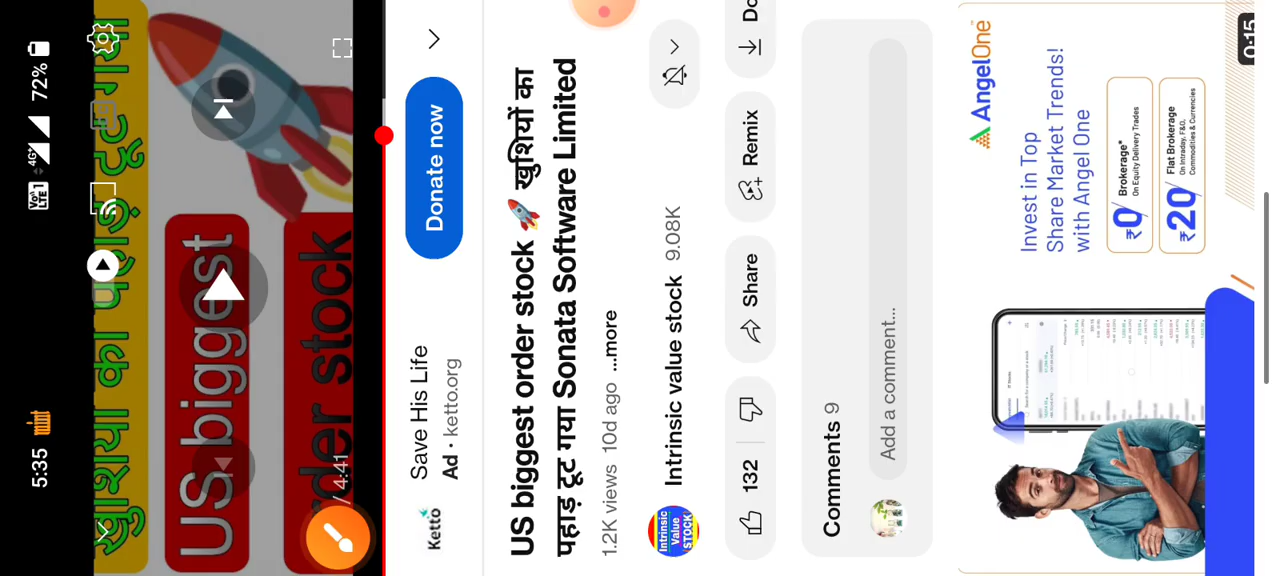 5:35
VoLTE1
4G+
72%
खुशियों का पहाड़ टूट गया
US biggest
order stock
/ 4:41
Ketto
Save His Life
Ad • ketto.org
Donate now
US biggest order stock 🚀 खुशियों का
पहाड़ टूट गया Sonata Software Limited
1.2K views 10d ago ...more
Intrinsic
Value
STOCK
Intrinsic value stock 9.08K
132
Share
Remix
Do
Comments 9
Add a comment...
AngelOne
Invest in Top
Share Market Trends!
with Angel One
₹0 Brokerage*
On Equity Delivery Trades
₹20 Flat Brokerage
On Intraday, F&O,
Commodities & Currencies
0:15